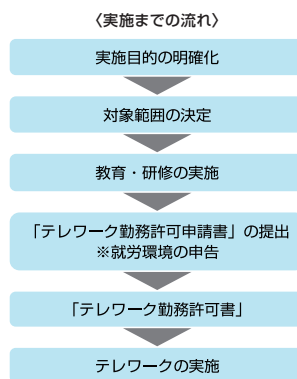 〈実施までの流れ〉
実施目的の明確化
対象範囲の決定
教育・研修の実施
「テレワーク勤務許可申請書」の提出
※就労環境の申告
「テレワーク勤務許可書」
テレワークの実施